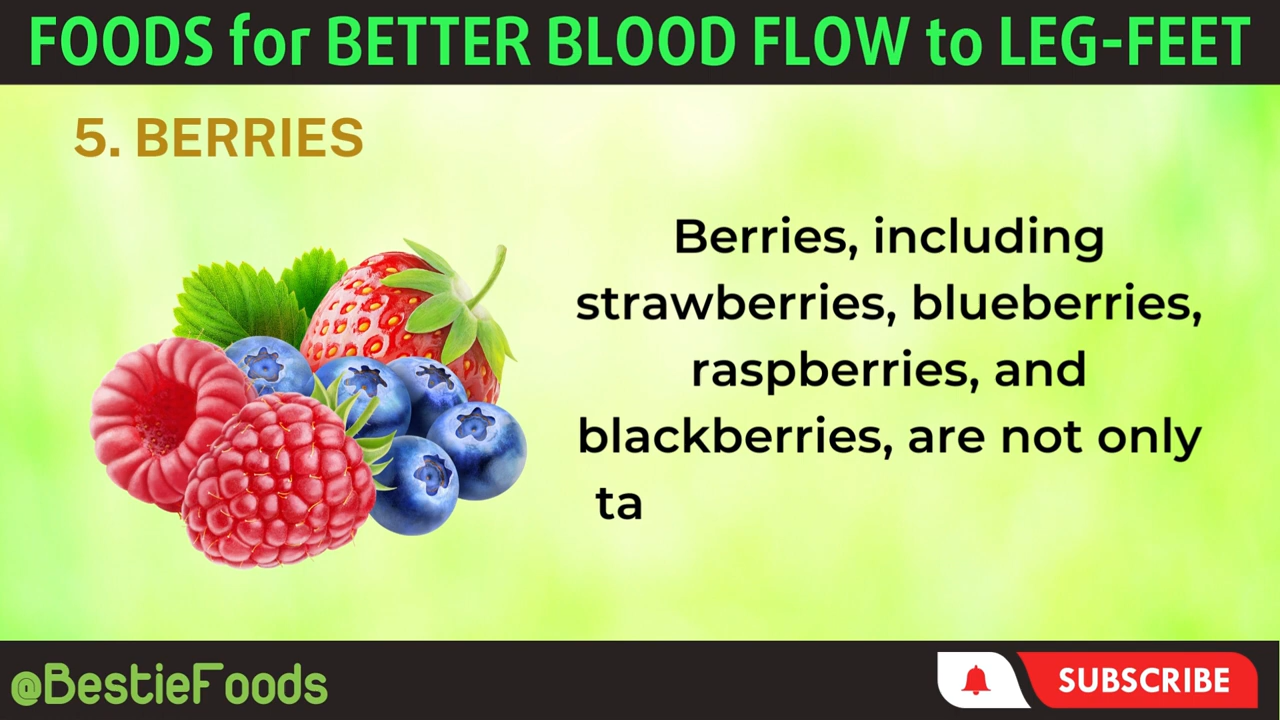 FOODS for BETTER BLOOD FLOW to LEG-FEET
5. BERRIES
Berries, including
strawberries, blueberries,
raspberries, and
blackberries, are not only
ta
@BestieFoods
SUBSCRIBE